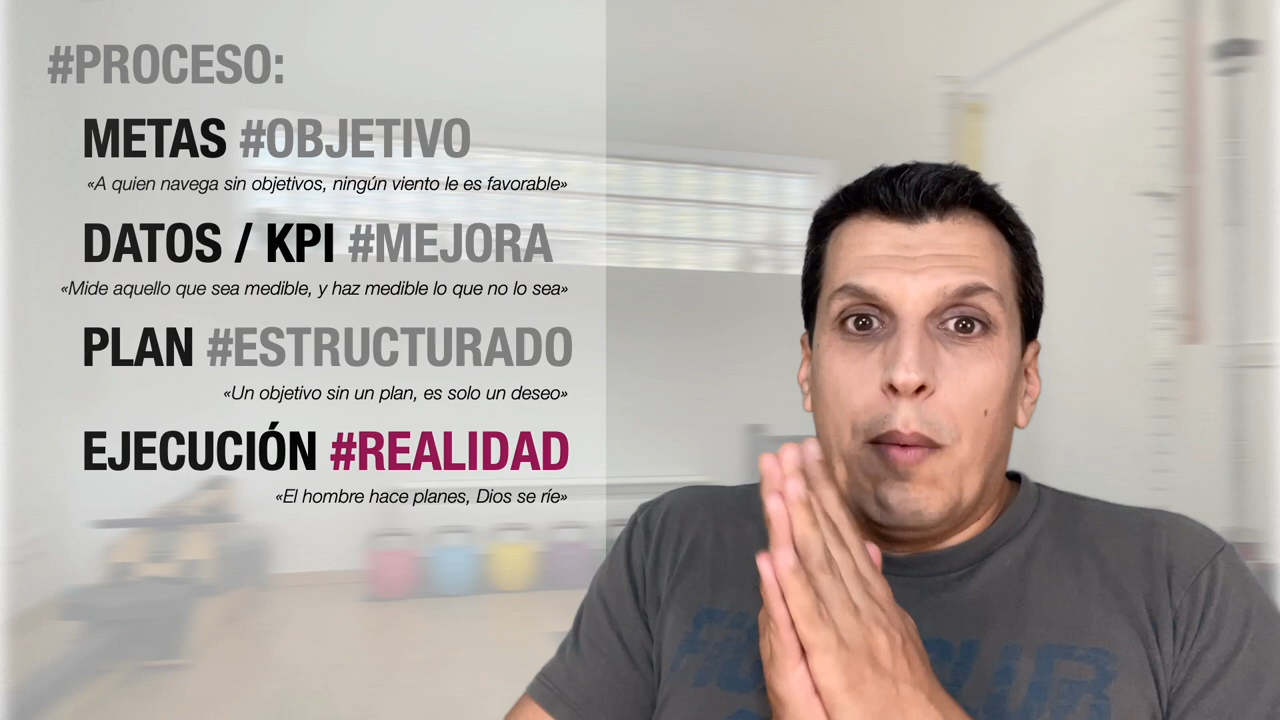 #PROCESO:
METAS #OBJETIVO
«A quien navega sin objetivos, ningún viento le es favorable»
DATOS / KPI #MEJORA
«Mide aquello que sea medible, y haz medible lo que no lo sea»
PLAN #ESTRUCTURADO
«Un objetivo sin un plan, es solo un deseo»
EJECUCIÓN #REALIDAD
«El hombre hace planes, Dios se ríe»